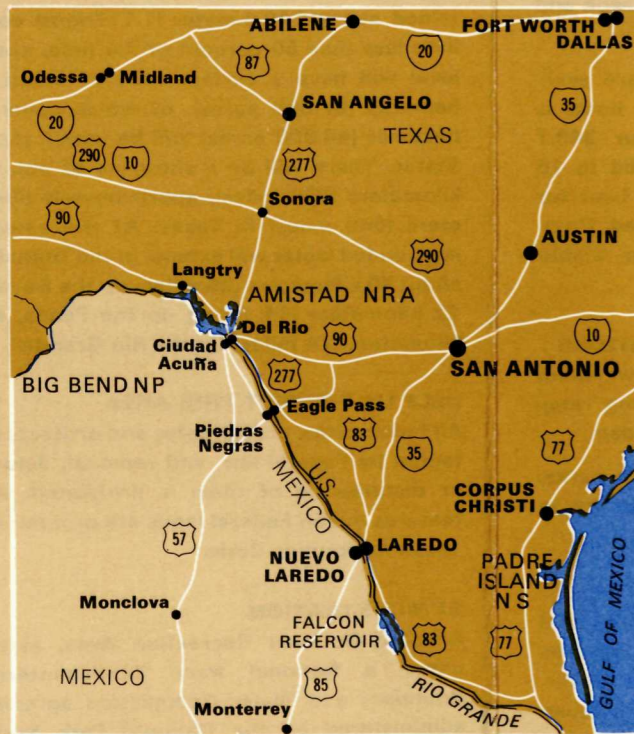 ABILENE
FORT WORTH
DALLAS
87
20
Odessa
Midland
35
SAN ANGELO
20
TEXAS
290
10
277
90
Sonora
290
AUSTIN
Langtry
AMISTAD NRA
Del Rio
90
10
Ciudad
Acuña
SAN ANTONIO
BIG BEND NP
277
Eagle Pass
83
35
77
Piedras
Negras
U.S.
MEXICO
CORPUS
CHRISTI
57
NUEVO
LAREDO
LAREDO
PADRE
ISLAND
N S
Monclova
FALCON
RESERVOIR
83
77
GULF OF MEXICO
MEXICO
85
RIO GRANDE
Monterrey